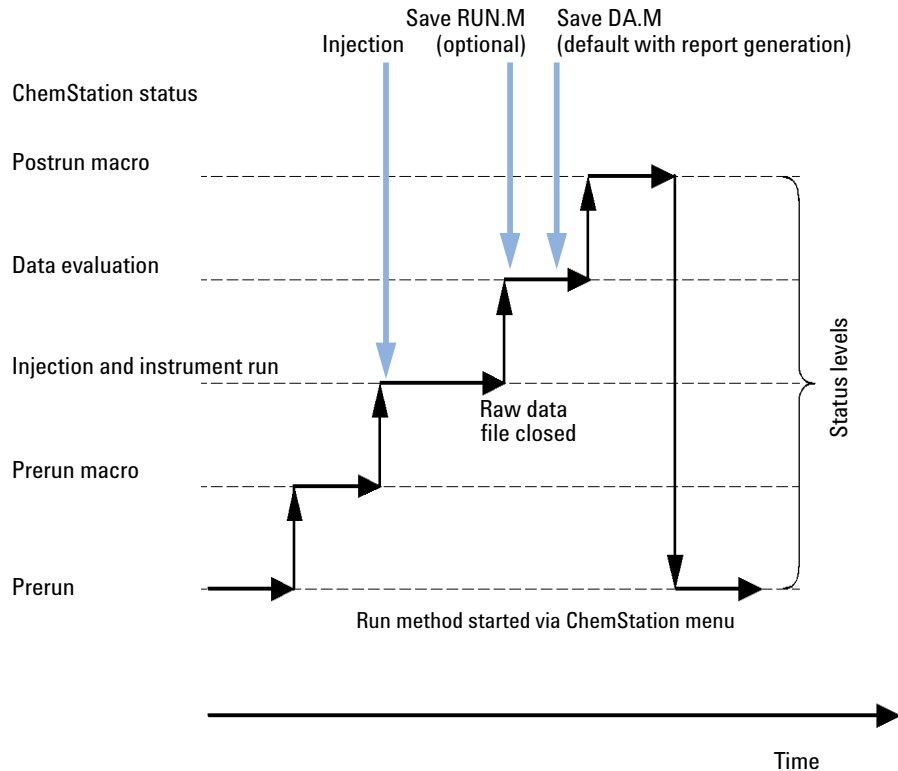 Save RUN.M
(optional)
Save DA.M
(default with report generation)
Injection
ChemStation status
Postrun macro
Data evaluation
Injection and instrument run
Raw data
file closed
Status levels
Prerun macro
Prerun
Run method started via ChemStation menu
Time